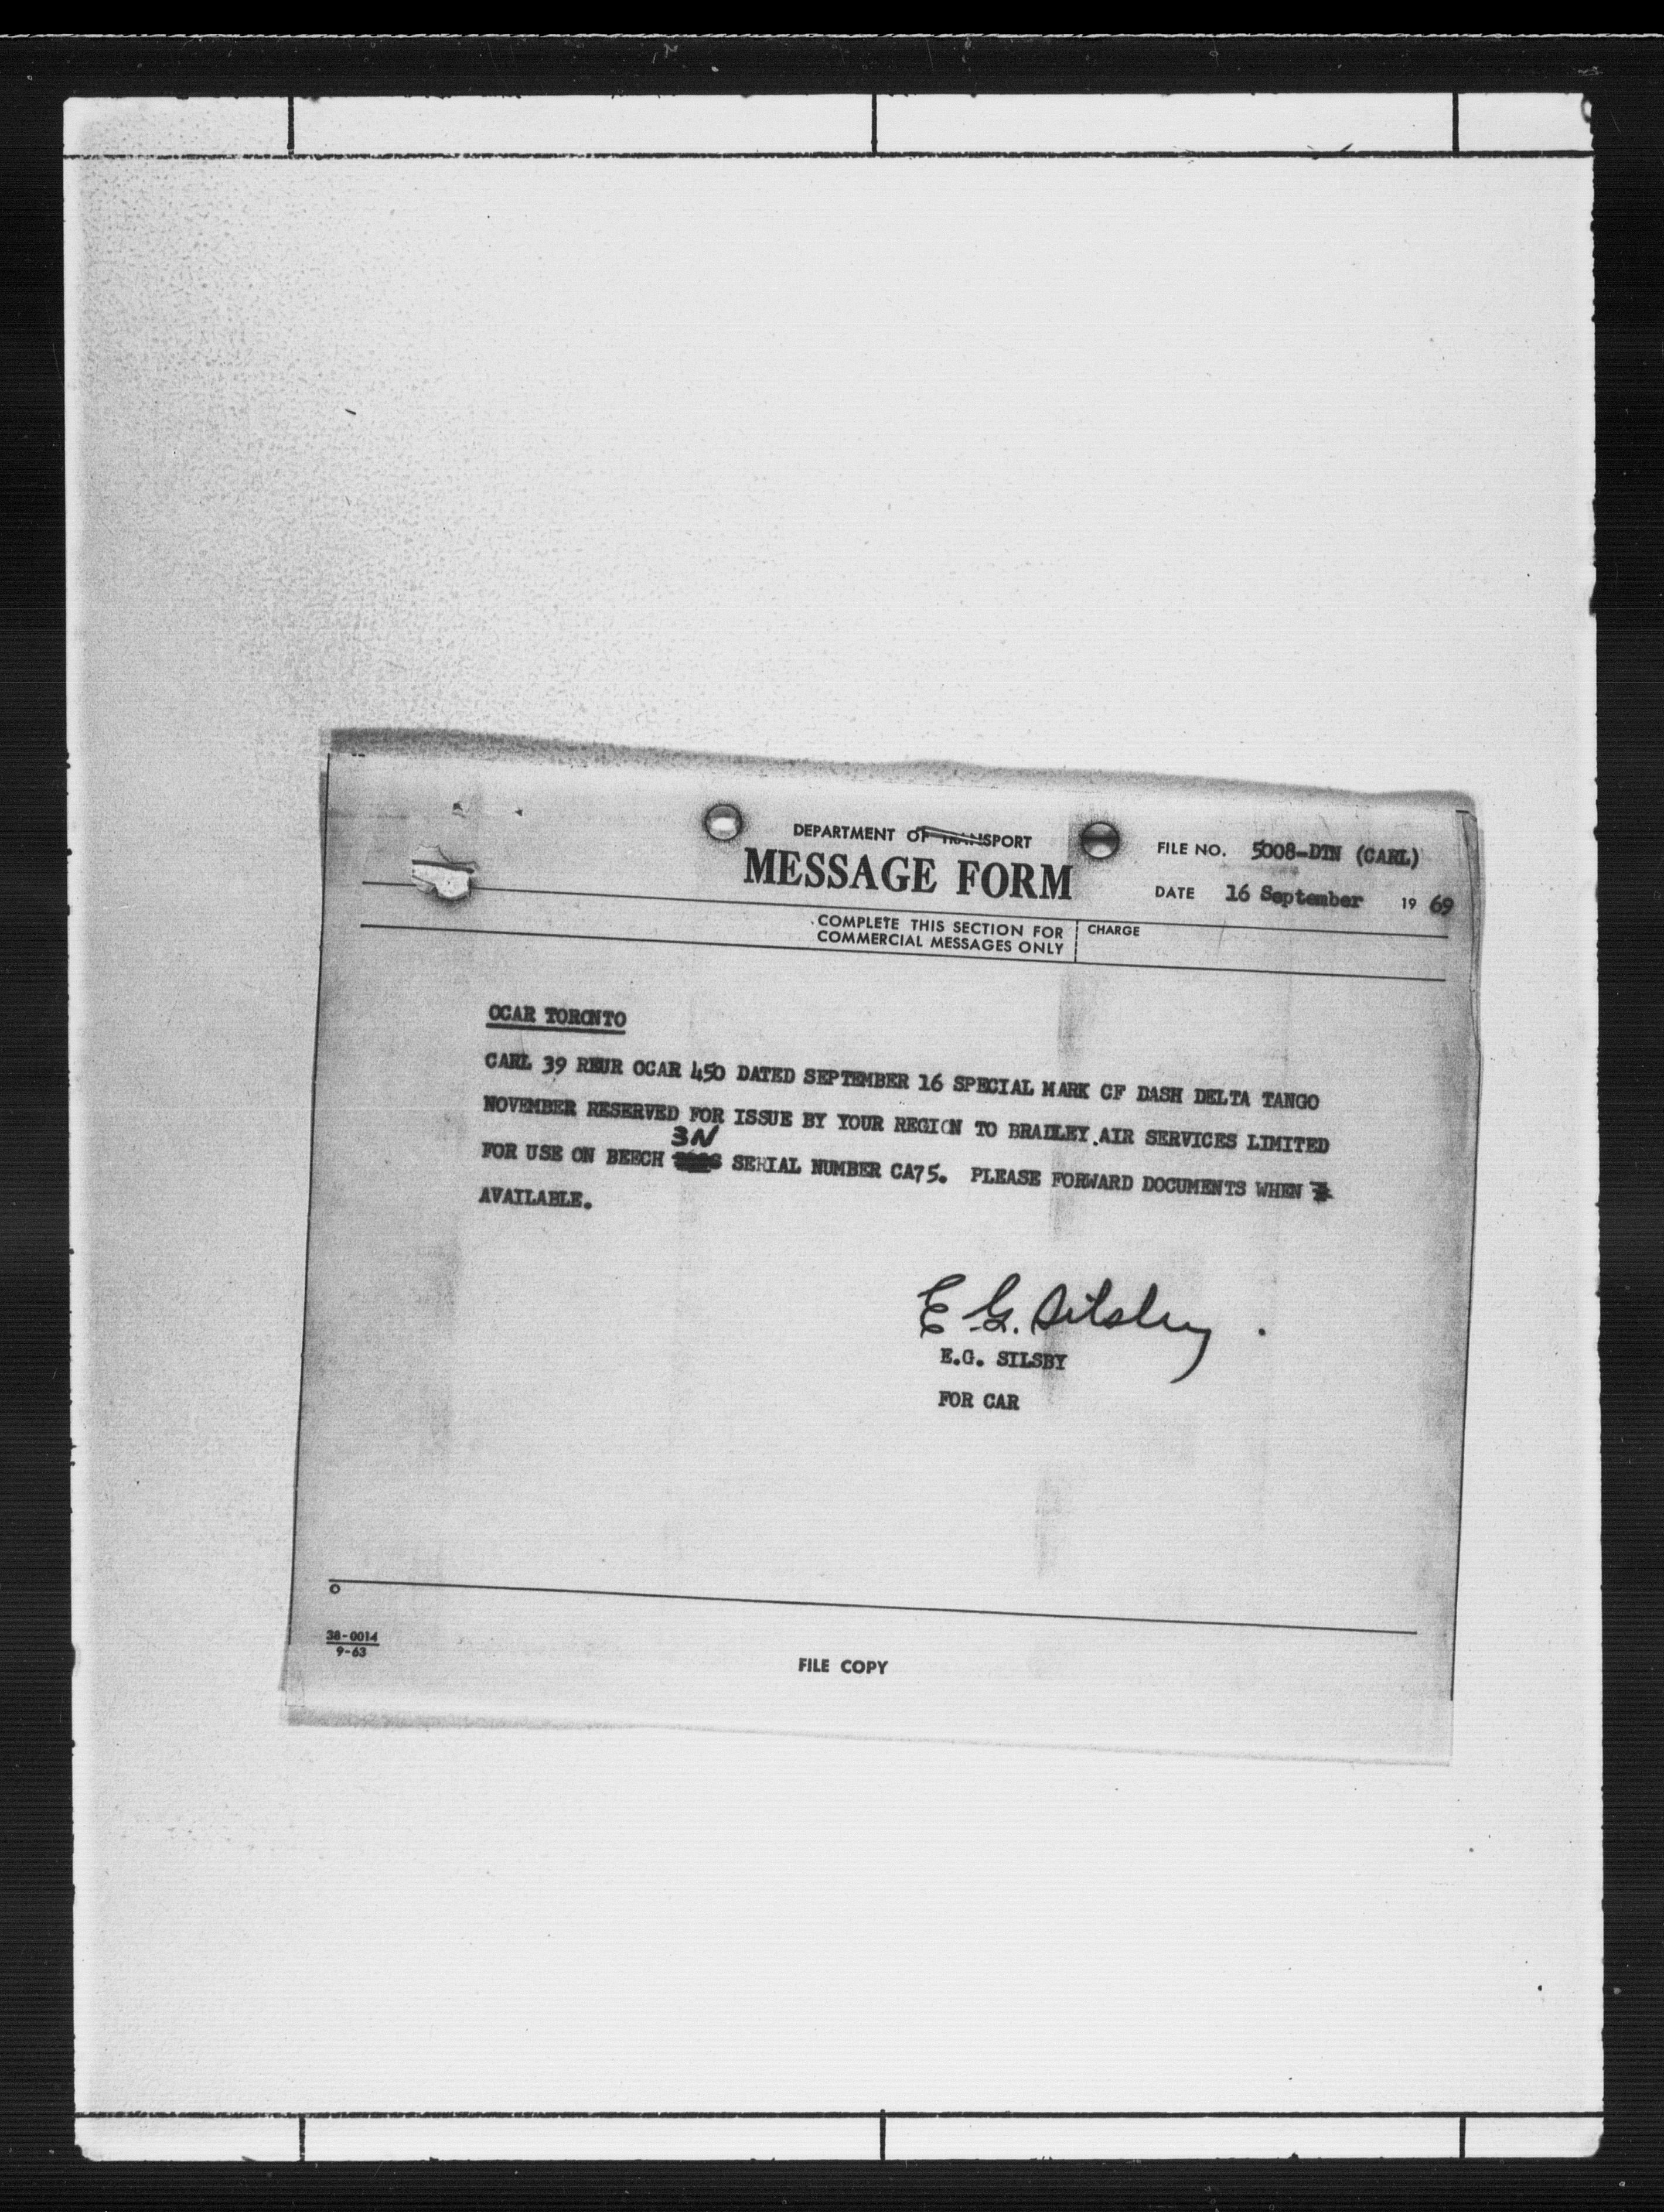 DEPARTMENT OF TRANSPORT
MESSAGE FORM
FILE NO. 5008-DTN (CARL)
DATE 16 September 19 69
COMPLETE THIS SECTION FOR
COMMERCIAL MESSAGES ONLY
CHARGE
OCAR TORONTO
CARL 39 REUR OCAR 450 DATED SEPTEMBER 16 SPECIAL MARK CF DASH DELTA TANGO
NOVEMBER RESERVED FOR ISSUE BY YOUR REGION TO BRADLEY AIR SERVICES LIMITED
3N
FOR USE ON BEECH SERIAL NUMBER CA75. PLEASE FORWARD DOCUMENTS WHEN
AVAILABLE.
E G. Silsby
E.G. SILSBY
FOR CAR
38-0014
9-63
FILE COPY